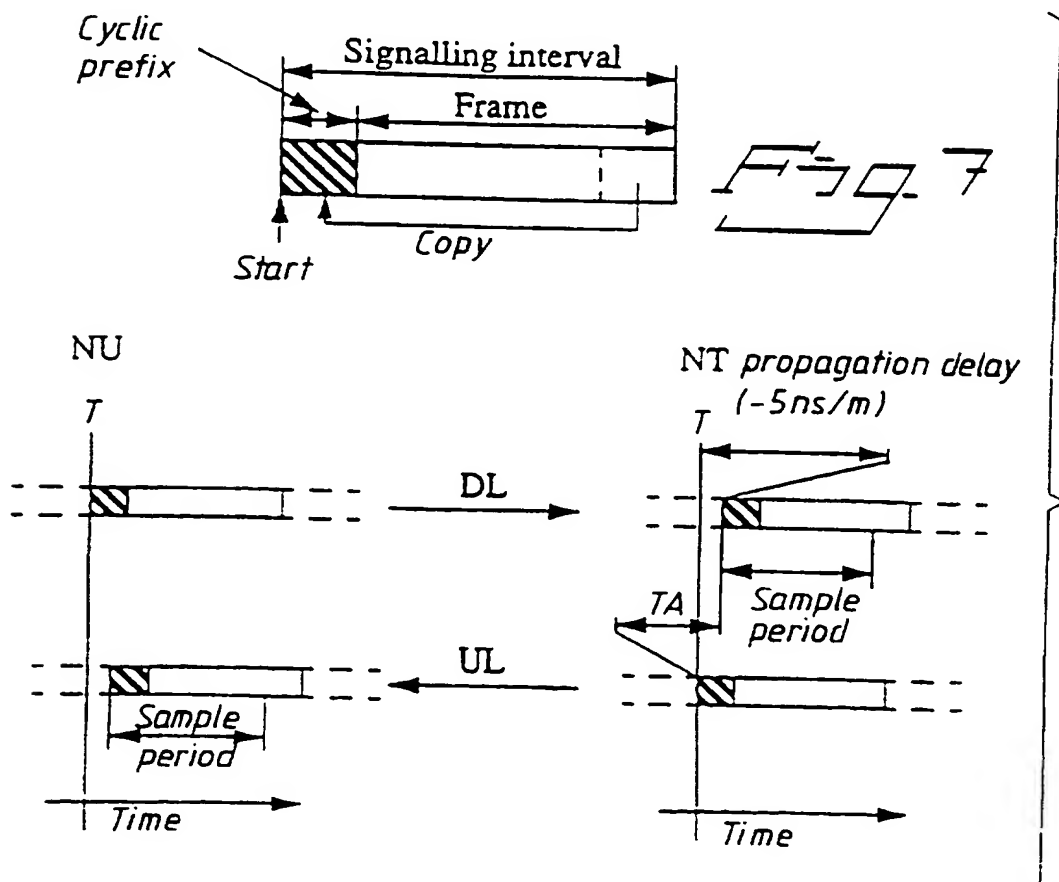 Cyclic
prefix
Signalling interval
Frame
Copy
Start
Fig. 7
NU
NT propagation delay
(-5ns/m)
T
T
DL
Sample
period
TA
UL
Sample
period
Time
Time